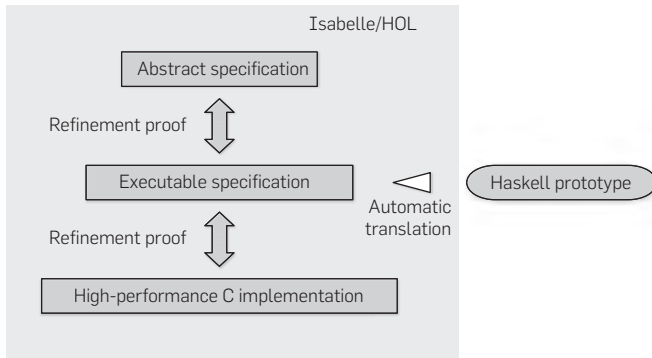 Isabelle/HOL
Abstract specification
Refinement proof
Executable specification
Automatic
translation
Haskell prototype
Refinement proof
High-performance C implementation